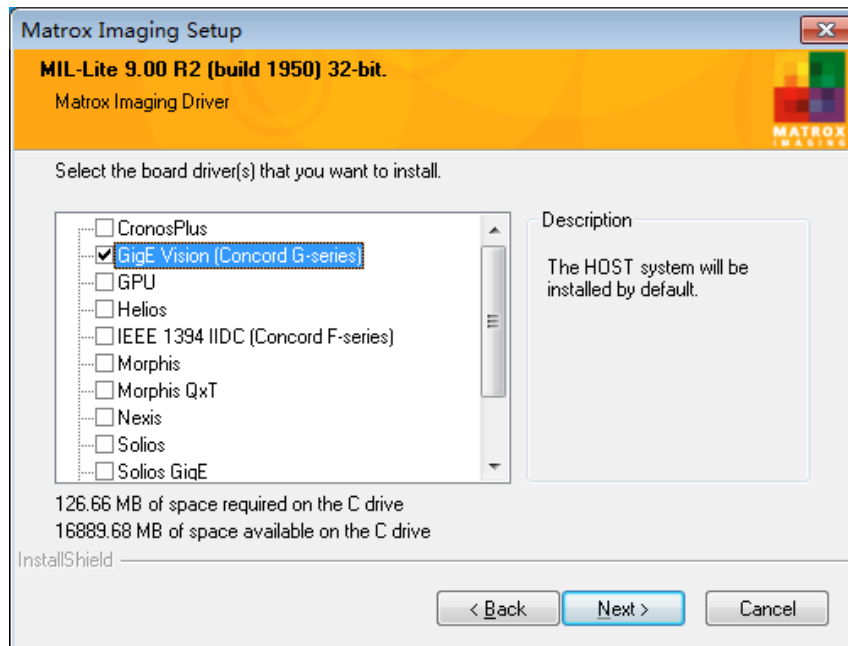 Matrox Imaging Setup
MIL-Lite 9.00 R2 (build 1950) 32-bit.
Matrox Imaging Driver
MATROX
IMAGING
Select the board driver(s) that you want to install.
CronosPlus
GigE Vision (Concord G-series)
GPU
Helios
IEEE 1394 IIDC (Concord F-series)
Morphis
Morphis QxT
Nexis
Solios
Solios GigE
Description
The HOST system will be
installed by default.
126.66 MB of space required on the C drive
16889.68 MB of space available on the C drive
InstallShield
< Back
Next >
Cancel